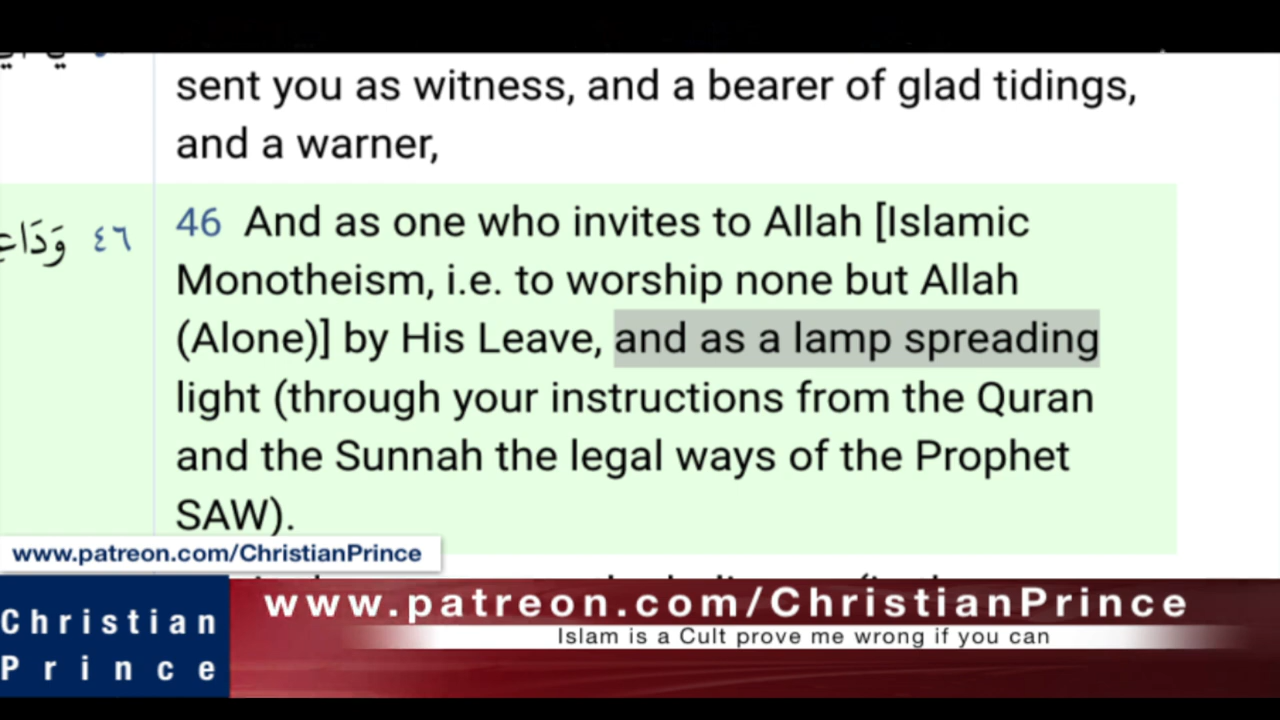 sent you as witness, and a bearer of glad tidings,
and a warner,
٤٦
46 And as one who invites to Allah [Islamic
Monotheism, i.e. to worship none but Allah
(Alone)] by His Leave, and as a lamp spreading
light (through your instructions from the Quran
and the Sunnah the legal ways of the Prophet
SAW).
www.patreon.com/ChristianPrince
Christian
Prince
www.patreon.com/ChristianPrince
Islam is a Cult prove me wrong if you can